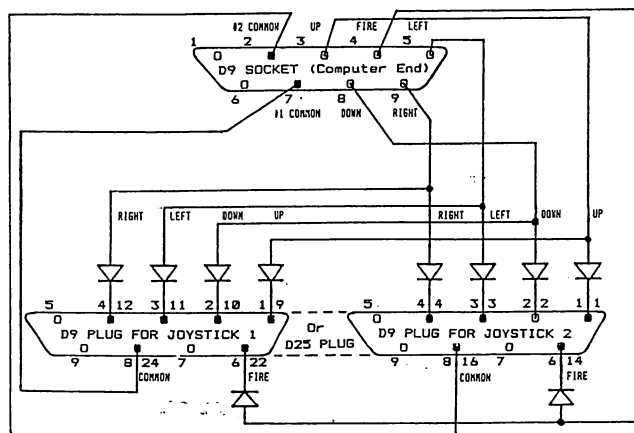 #2 COMMON UP FIRE LEFT
1 2 3 4 5
D9 SOCKET (Computer End)
6 7 8 9
#1 COMMON DOWN RIGHT
RIGHT LEFT DOWN UP RIGHT LEFT DOWN UP
5 4 12 3 11 2 10 1 9 5 4 4 3 3 2 2 1 1
D9 PLUG FOR JOYSTICK 1 Or D9 PLUG FOR JOYSTICK 2
D25 PLUG
9 8 24 7 6 22 9 8 16 7 6 14
COMMON FIRE COMMON FIRE